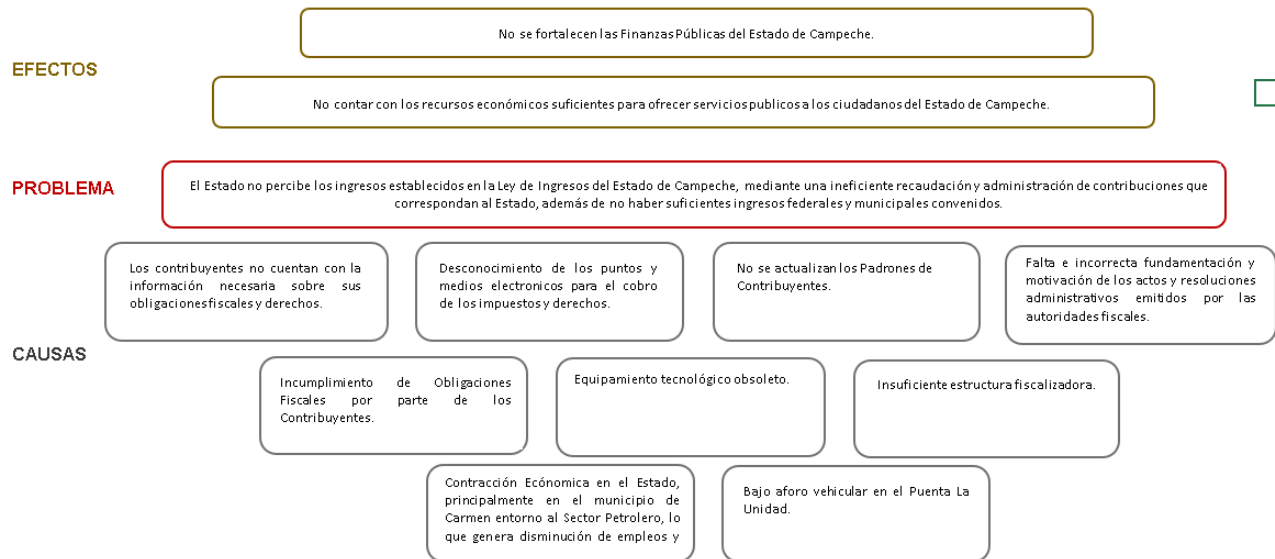 No se fortalecen las Finanzas Públicas del Estado de Campeche.
EFECTOS
No contar con los recursos económicos suficientes para ofrecer servicios publicos a los ciudadanos del Estado de Campeche.
PROBLEMA
El Estado no percibe los ingresos establecidos en la Ley de Ingresos del Estado de Campeche, mediante una ineficiente recaudación y administración de contribuciones que
correspondan al Estado, además de no haber suficientes ingresos federales y municipales convenidos.
Los contribuyentes no cuentan con la
información necesaria sobre sus
obligaciones fiscales y derechos.
Desconocimiento de los puntos y
medios electronicos para el cobro
de los impuestos y derechos.
No se actualizan los Padrones de
Contribuyentes.
Falta e incorrecta fundamentación y
motivación de los actos y resoluciones
administrativos emitidos por las
autoridades fiscales.
CAUSAS
Incumplimiento de Obligaciones
Fiscales por parte de los
Contribuyentes.
Equipamiento tecnológico obsoleto.
Insuficiente estructura fiscalizadora.
Contracción Ecónomica en el Estado,
principalmente en el municipio de
Carmen entorno al Sector Petrolero, lo
que genera disminución de empleos y
Bajo aforo vehicular en el Puenta La
Unidad.